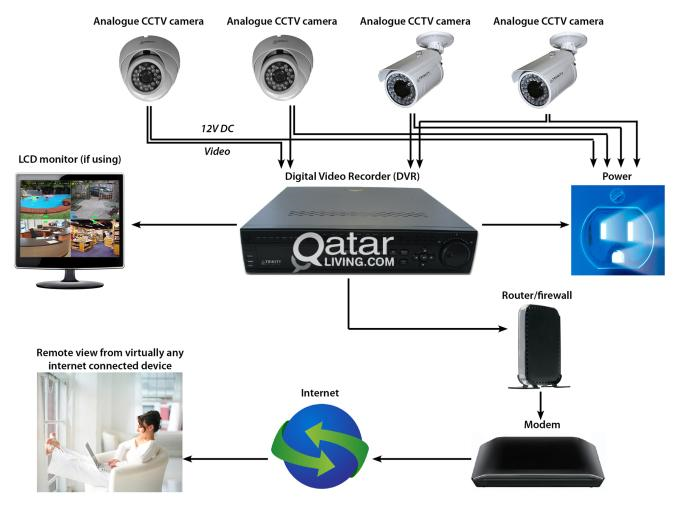 Analogue CCTV camera
Analogue CCTV camera
Analogue CCTV camera
Analogue CCTV camera
12V DC
Video
LCD monitor (if using)
Digital Video Recorder (DVR)
Power
Qatar
LIVING.COM
TRINITY
Router/firewall
Remote view from virtually any
internet connected device
Internet
Modem